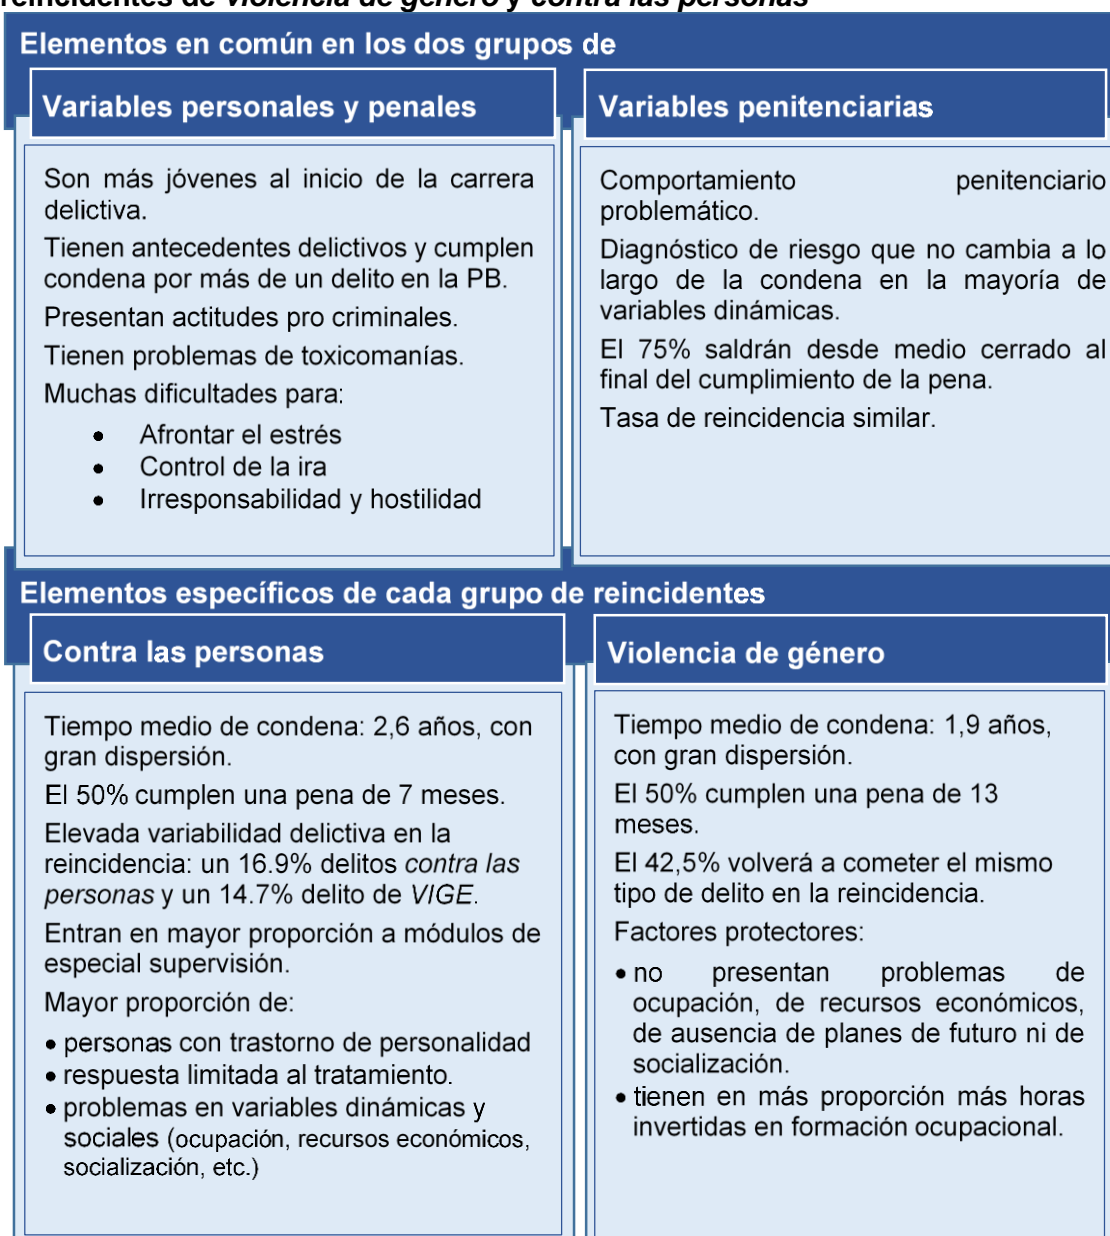 reincidentes de violencia de género y contra las personas
Elementos en común en los dos grupos de
Variables personales y penales
Son más jóvenes al inicio de la carrera
delictiva.
Tienen antecedentes delictivos y cumplen
condena por más de un delito en la PB.
Presentan actitudes pro criminales.
Tienen problemas de toxicomanías.
Muchas dificultades para:
• Afrontar el estrés
• Control de la ira
• Irresponsabilidad y hostilidad
Variables penitenciarias
Comportamiento penitenciario
problemático.
Diagnóstico de riesgo que no cambia a lo
largo de la condena en la mayoría de
variables dinámicas.
El 75% saldrán desde medio cerrado al
final del cumplimiento de la pena.
Tasa de reincidencia similar.
Elementos específicos de cada grupo de reincidentes
Contra las personas
Tiempo medio de condena: 2,6 años, con
gran dispersión.
El 50% cumplen una pena de 7 meses.
Elevada variabilidad delictiva en la
reincidencia: un 16.9% delitos contra las
personas y un 14.7% delito de VIGE.
Entran en mayor proporción a módulos de
especial supervisión.
Mayor proporción de:
• personas con trastorno de personalidad
• respuesta limitada al tratamiento.
• problemas en variables dinámicas y
sociales (ocupación, recursos económicos,
socialización, etc.)
Violencia de género
Tiempo medio de condena: 1,9 años,
con gran dispersión.
El 50% cumplen una pena de 13
meses.
El 42,5% volverá a cometer el mismo
tipo de delito en la reincidencia.
Factores protectores:
• no presentan problemas de
ocupación, de recursos económicos,
de ausencia de planes de futuro ni de
socialización.
• tienen en más proporción más horas
invertidas en formación ocupacional.